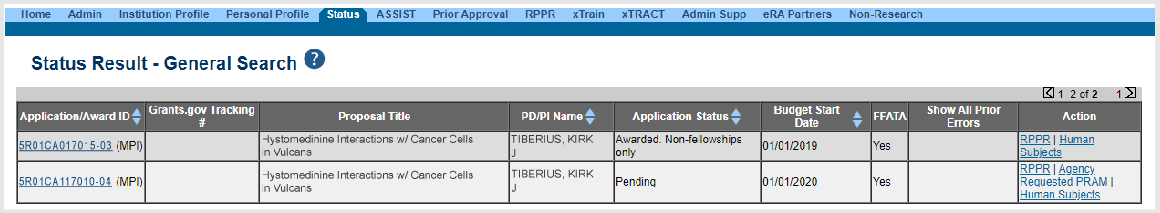 Home Admin Institution Profile Personal Profile Status ASSIST Prior Approval RPPR xTrain xTRACT Admin Supp eRA Partners Non-Research
Status Result - General Search ?
1-2 of 2 1
Application/Award ID Grants.gov Tracking # Proposal Title PD/PI Name Application Status Budget Start Date FFATA Show All Prior Errors Action
5R01CA017015-03 (MPI) Hystomedinine Interactions w/ Cancer Cells in Vulcans TIBERIUS, KIRK J Awarded. Non-fellowships only 01/01/2019 Yes RPPR | Human Subjects
5R01CA117010-04 (MPI) Hystomedinine Interactions w/ Cancer Cells in Vulcans TIBERIUS, KIRK J Pending 01/01/2020 Yes RPPR | Agency Requested PRAM | Human Subjects